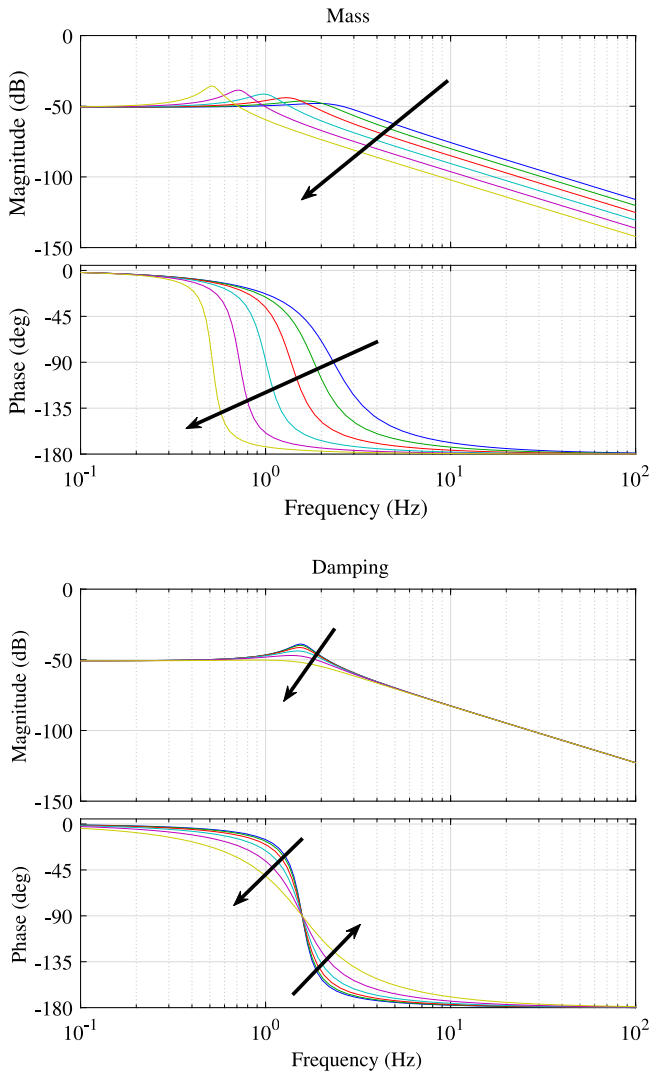 Mass
Magnitude (dB)
0
-50
-100
-150
Phase (deg)
0
-45
-90
-135
-180
10^-1 10^0 10^1 10^2
Frequency (Hz)
Damping
Magnitude (dB)
0
-50
-100
-150
Phase (deg)
0
-45
-90
-135
-180
10^-1 10^0 10^1 10^2
Frequency (Hz)